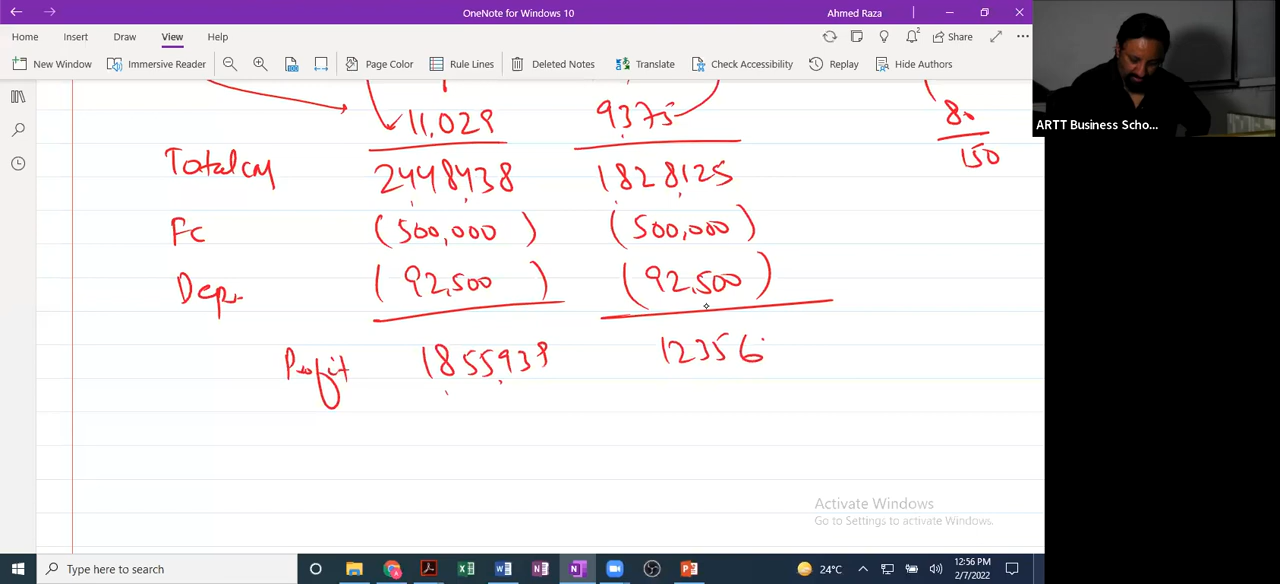 OneNote for Windows 10
Ahmed Raza
Home Insert Draw View Help
Share
New Window Immersive Reader Page Color Rule Lines Deleted Notes Translate Check Accessibility Replay Hide Authors
ARTT Business Scho...
11,029 9375 80
150
Total CM 2448438 1828125
FC (500,000) (500,000)
Dep. (92,500) (92,500)
Profit 1855938 12356
Activate Windows
Go to Settings to activate Windows.
Type here to search
24°C
12:56 PM
2/7/2022
2